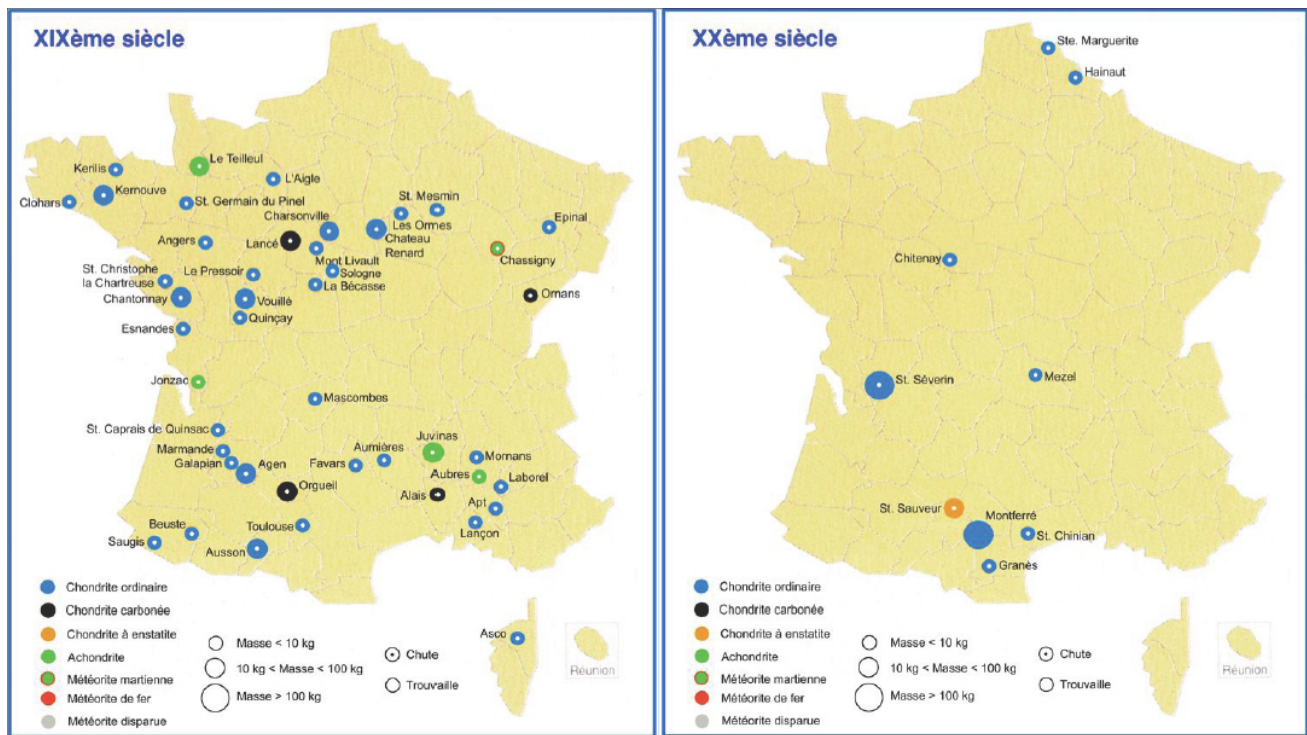 XIXème siècle
Le Teilleul
Kerilis
L'Aigle
Kernouve
Clohars
St. Germain du Pinel
St. Mesmin
Charsonville
Les Ormes
Epinal
Angers
Lancé
Chateau
Renard
Mont Livault
Chassigny
St. Christophe
la Chartreuse
Le Pressoir
Sologne
La Bécasse
Chantonnay
Vouillé
Ornans
Quinçay
Esnandes
Jonzac
Mascombes
St. Caprais de Quinsac
Juvinas
Marmande
Aumières
Mornans
Galapian
Agen
Favars
Aubres
Laborel
Orgueil
Alais
Apt
Beuste
Toulouse
Lançon
Saugis
Ausson
Chondrite ordinaire
Chondrite carbonée
Chondrite à enstatite
Achondrite
Météorite martienne
Météorite de fer
Météorite disparue
Masse < 10 kg
10 kg < Masse < 100 kg
Masse > 100 kg
Chute
Trouvaille
Asco
Réunion
XXème siècle
Ste. Marguerite
Hainaut
Chitenay
St. Séverin
Mezel
St. Sauveur
Montferré
St. Chinian
Granès
Chondrite ordinaire
Chondrite carbonée
Chondrite à enstatite
Achondrite
Météorite martienne
Météorite de fer
Météorite disparue
Masse < 10 kg
10 kg < Masse < 100 kg
Masse > 100 kg
Chute
Trouvaille
Réunion